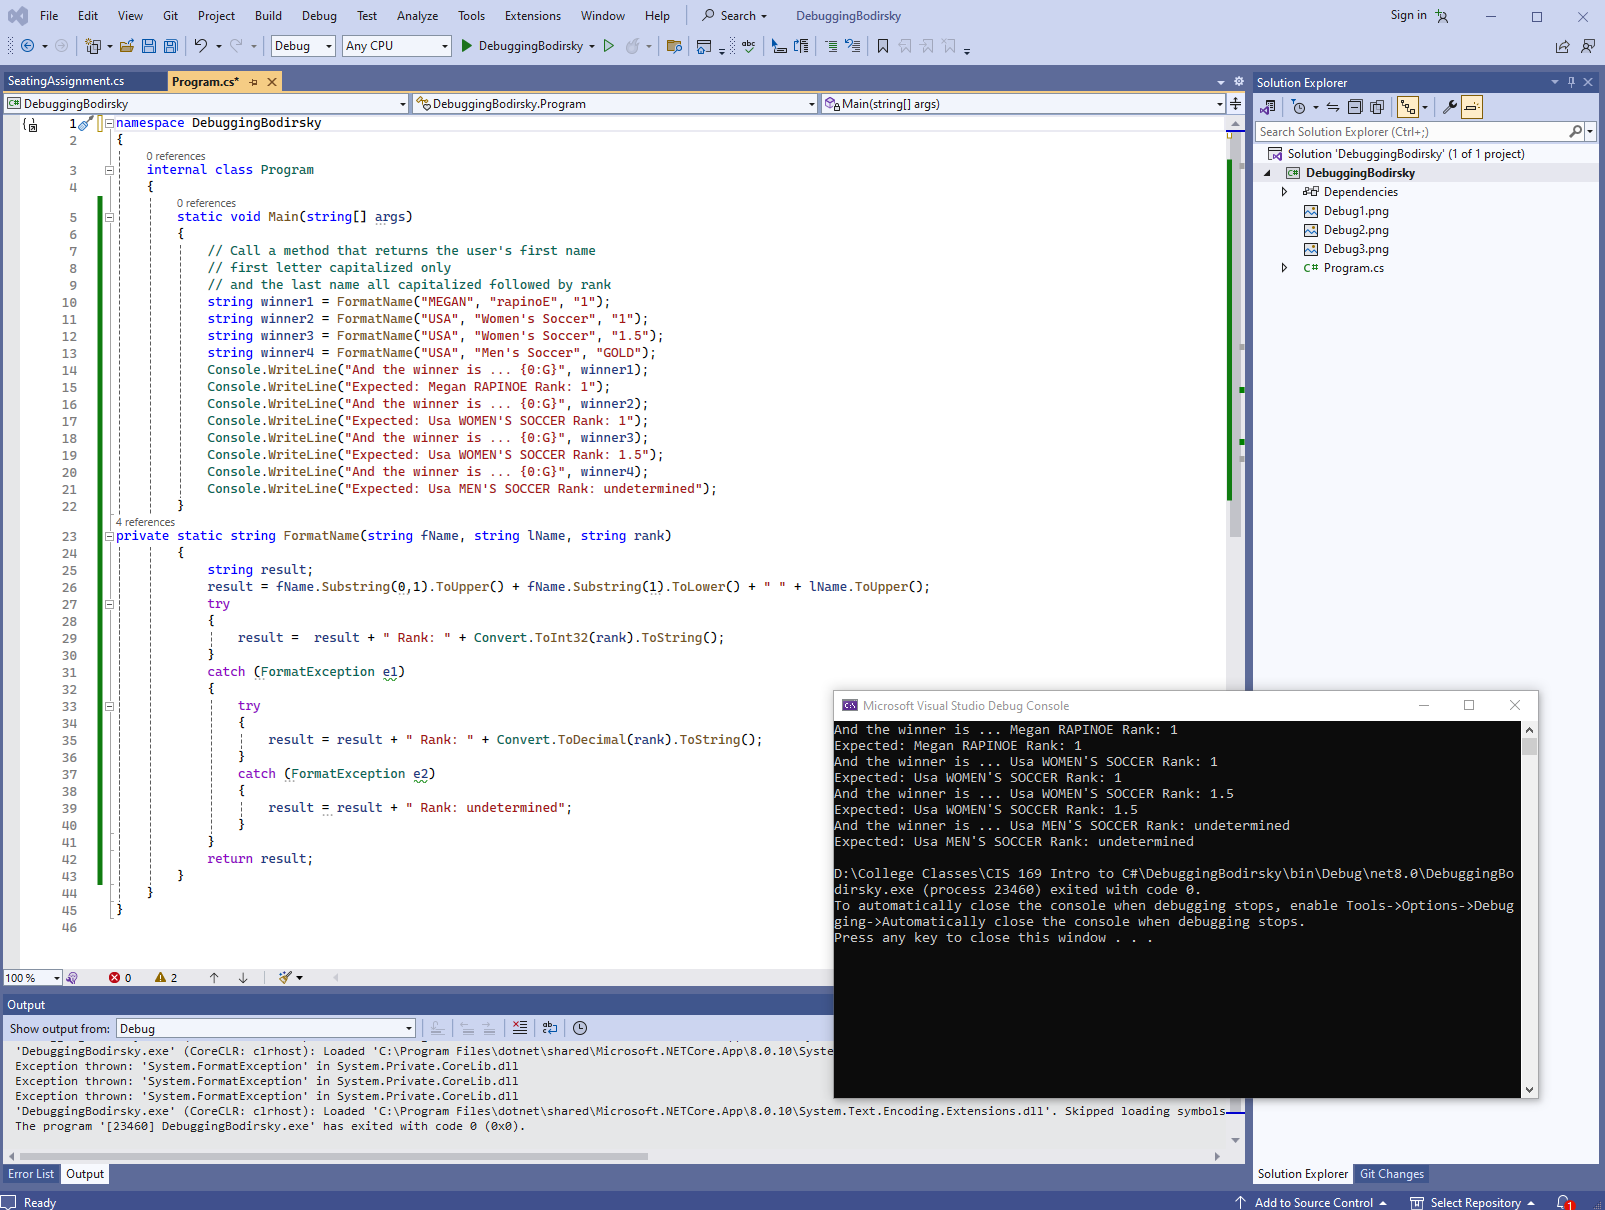 File Edit View Git Project Build Debug Test Analyze Tools Extensions Window Help Search DebuggingBodirsky Sign in
Debug Any CPU DebuggingBodirsky
SeatingAssignment.cs Program.cs*
DebuggingBodirsky DebuggingBodirsky.Program Main(string[] args)
1 namespace DebuggingBodirsky
2 {
0 references
3 internal class Program
4 {
0 references
5 static void Main(string[] args)
6 {
7 // Call a method that returns the user's first name
8 // first letter capitalized only
9 // and the last name all capitalized followed by rank
10 string winner1 = FormatName("MEGAN", "rapinoE", "1");
11 string winner2 = FormatName("USA", "Women's Soccer", "1");
12 string winner3 = FormatName("USA", "Women's Soccer", "1.5");
13 string winner4 = FormatName("USA", "Men's Soccer", "GOLD");
14 Console.WriteLine("And the winner is ... {0:G}", winner1);
15 Console.WriteLine("Expected: Megan RAPINOE Rank: 1");
16 Console.WriteLine("And the winner is ... {0:G}", winner2);
17 Console.WriteLine("Expected: Usa WOMEN'S SOCCER Rank: 1");
18 Console.WriteLine("And the winner is ... {0:G}", winner3);
19 Console.WriteLine("Expected: Usa WOMEN'S SOCCER Rank: 1.5");
20 Console.WriteLine("And the winner is ... {0:G}", winner4);
21 Console.WriteLine("Expected: Usa MEN'S SOCCER Rank: undetermined");
22 }
4 references
23 private static string FormatName(string fName, string lName, string rank)
24 {
25 string result;
26 result = fName.Substring(0,1).ToUpper() + fName.Substring(1).ToLower() + " " + lName.ToUpper();
27 try
28 {
29 result =  result + " Rank: " + Convert.ToInt32(rank).ToString();
30 }
31 catch (FormatException e1)
32 {
33 try
34 {
35 result = result + " Rank: " + Convert.ToDecimal(rank).ToString();
36 }
37 catch (FormatException e2)
38 {
39 result = result + " Rank: undetermined";
40 }
41 }
42 return result;
43 }
44 }
45 }
46
100 % 0 2
Output
Show output from: Debug
'DebuggingBodirsky.exe' (CoreCLR: clrhost): Loaded 'C:\Program Files\dotnet\shared\Microsoft.NETCore.App\8.0.10\System
Exception thrown: 'System.FormatException' in System.Private.CoreLib.dll
Exception thrown: 'System.FormatException' in System.Private.CoreLib.dll
Exception thrown: 'System.FormatException' in System.Private.CoreLib.dll
'DebuggingBodirsky.exe' (CoreCLR: clrhost): Loaded 'C:\Program Files\dotnet\shared\Microsoft.NETCore.App\8.0.10\System.Text.Encoding.Extensions.dll'. Skipped loading symbols
The program '[23460] DebuggingBodirsky.exe' has exited with code 0 (0x0).
Error List Output
Ready
Solution Explorer
Search Solution Explorer (Ctrl+;)
Solution 'DebuggingBodirsky' (1 of 1 project)
C# DebuggingBodirsky
Dependencies
Debug1.png
Debug2.png
Debug3.png
C# Program.cs
Microsoft Visual Studio Debug Console
And the winner is ... Megan RAPINOE Rank: 1
Expected: Megan RAPINOE Rank: 1
And the winner is ... Usa WOMEN'S SOCCER Rank: 1
Expected: Usa WOMEN'S SOCCER Rank: 1
And the winner is ... Usa WOMEN'S SOCCER Rank: 1.5
Expected: Usa WOMEN'S SOCCER Rank: 1.5
And the winner is ... Usa MEN'S SOCCER Rank: undetermined
Expected: Usa MEN'S SOCCER Rank: undetermined
D:\College Classes\CIS 169 Intro to C#\DebuggingBodirsky\bin\Debug\net8.0\DebuggingBo
dirsky.exe (process 23460) exited with code 0.
To automatically close the console when debugging stops, enable Tools->Options->Debug
ging->Automatically close the console when debugging stops.
Press any key to close this window . . .
Solution Explorer Git Changes
Add to Source Control Select Repository 1